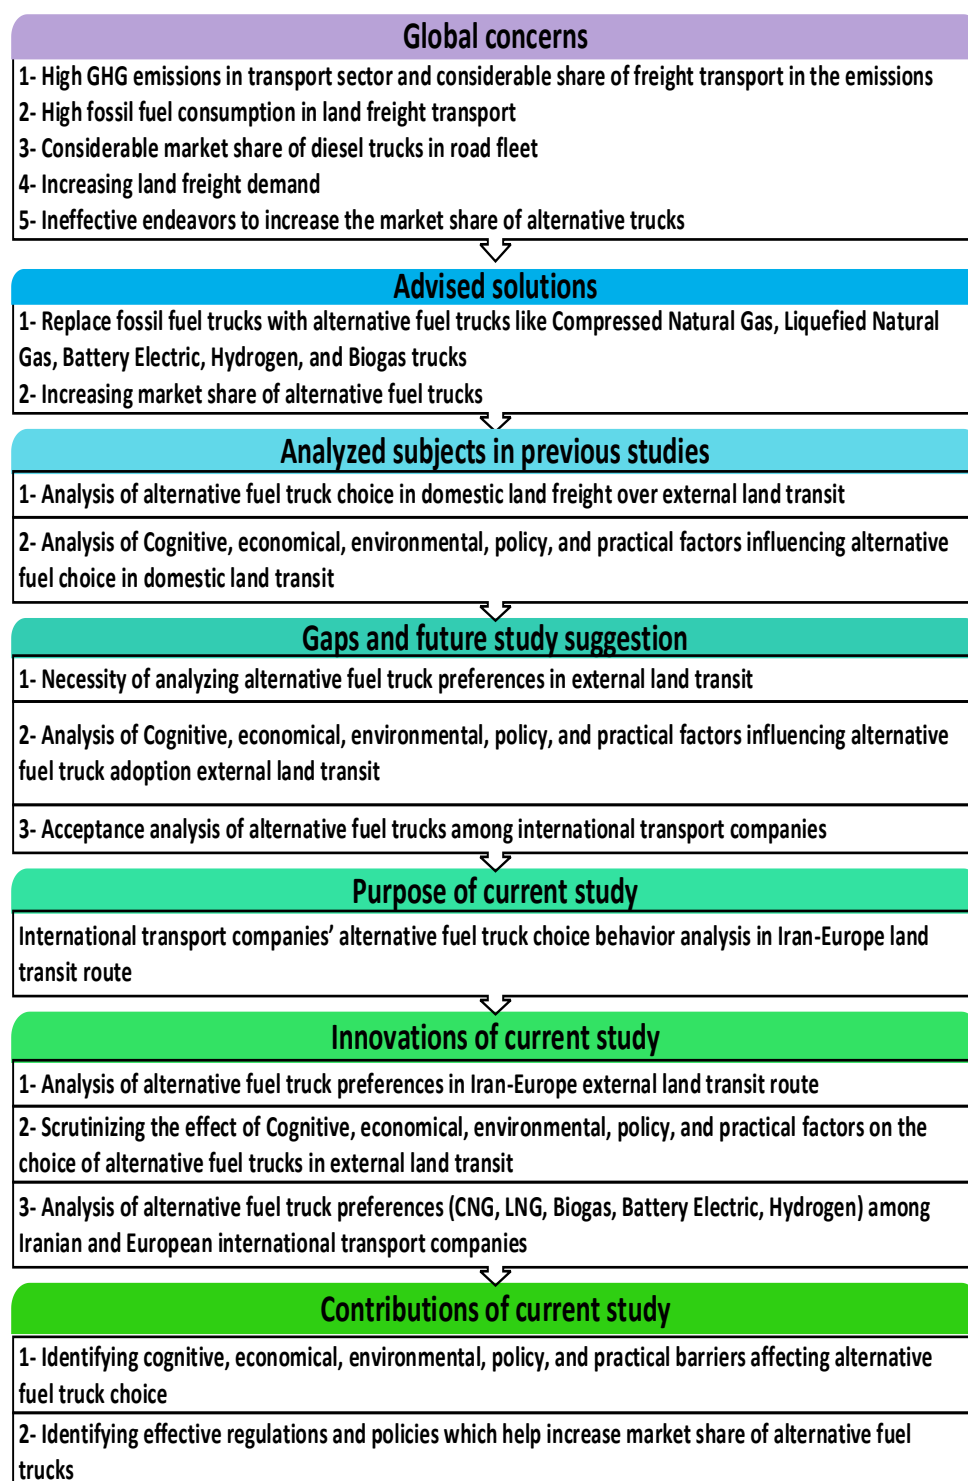 Global concerns
1- High GHG emissions in transport sector and considerable share of freight transport in the emissions
2- High fossil fuel consumption in land freight transport
3- Considerable market share of diesel trucks in road fleet
4- Increasing land freight demand
5- Ineffective endeavors to increase the market share of alternative trucks
Advised solutions
1- Replace fossil fuel trucks with alternative fuel trucks like Compressed Natural Gas, Liquefied Natural
Gas, Battery Electric, Hydrogen, and Biogas trucks
2- Increasing market share of alternative fuel trucks
Analyzed subjects in previous studies
1- Analysis of alternative fuel truck choice in domestic land freight over external land transit
2- Analysis of Cognitive, economical, environmental, policy, and practical factors influencing alternative
fuel choice in domestic land transit
Gaps and future study suggestion
1- Necessity of analyzing alternative fuel truck preferences in external land transit
2- Analysis of Cognitive, economical, environmental, policy, and practical factors influencing alternative
fuel truck adoption external land transit
3- Acceptance analysis of alternative fuel trucks among international transport companies
Purpose of current study
International transport companies’ alternative fuel truck choice behavior analysis in Iran-Europe land
transit route
Innovations of current study
1- Analysis of alternative fuel truck preferences in Iran-Europe external land transit route
2- Scrutinizing the effect of Cognitive, economical, environmental, policy, and practical factors on the
choice of alternative fuel trucks in external land transit
3- Analysis of alternative fuel truck preferences (CNG, LNG, Biogas, Battery Electric, Hydrogen) among
Iranian and European international transport companies
Contributions of current study
1- Identifying cognitive, economical, environmental, policy, and practical barriers affecting alternative
fuel truck choice
2- Identifying effective regulations and policies which help increase market share of alternative fuel
trucks